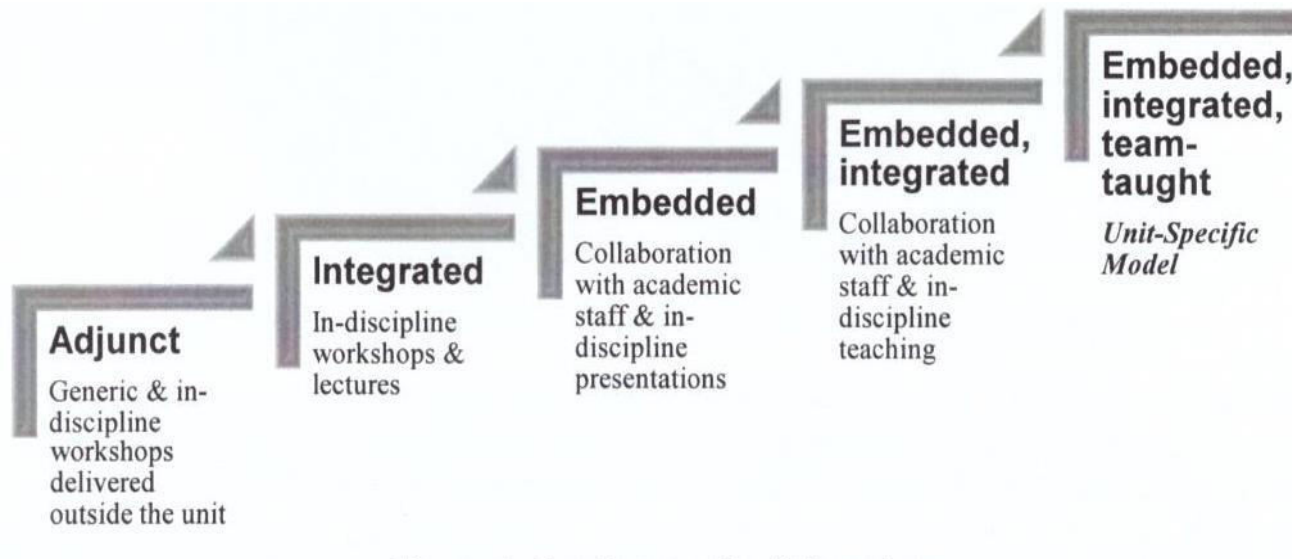 Adjunct
Generic & in-
discipline
workshops
delivered
outside the unit
Integrated
In-discipline
workshops &
lectures
Embedded
Collaboration
with academic
staff & in-
discipline
presentations
Embedded,
integrated
Collaboration
with academic
staff & in-
discipline
teaching
Embedded,
integrated,
team-
taught
Unit-Specific
Model